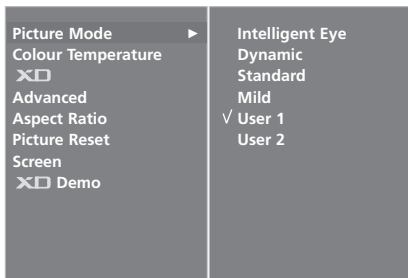 Picture Mode ►
Colour Temperature
XD
Advanced
Aspect Ratio
Picture Reset
Screen
XD Demo
Intelligent Eye
Dynamic
Standard
Mild
√ User 1
User 2